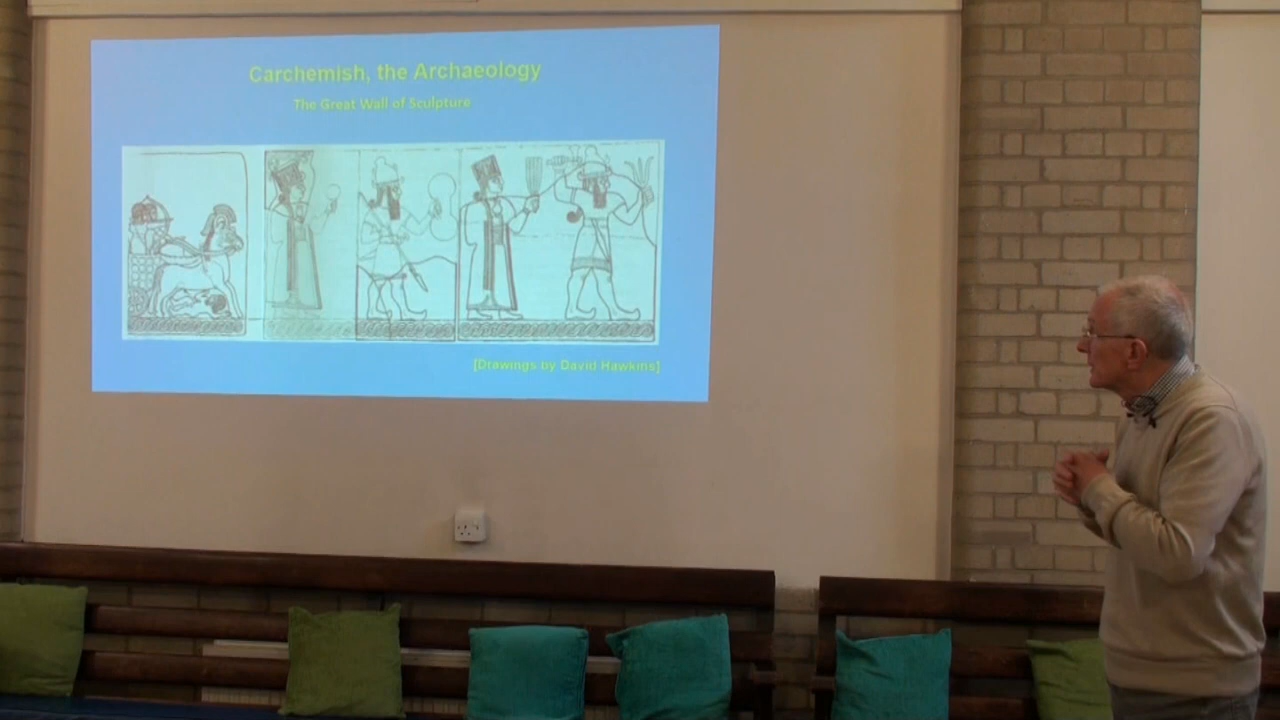 Carchemish, the Archaeology
The Great Wall of Sculpture
[Drawings by David Hawkins]